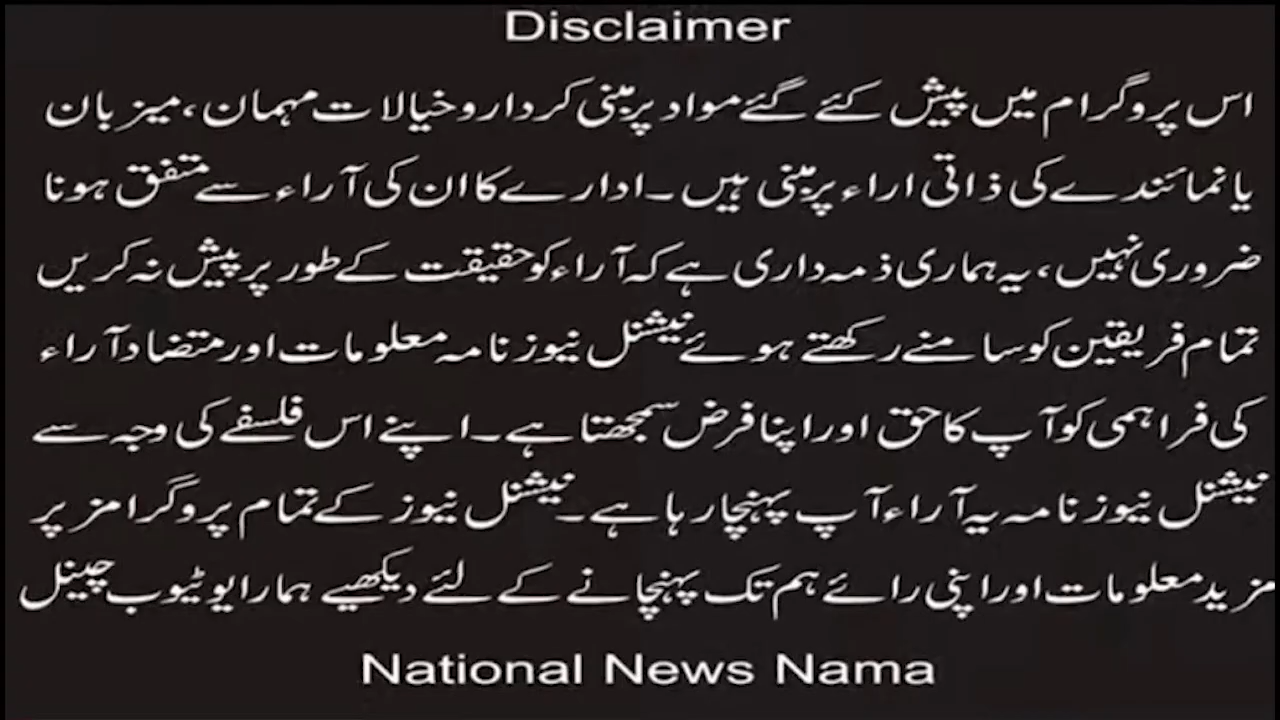 Disclaimer
اس پروگرام میں پیش کئے گئے مواد پر مبنی کردار و خیالات مہمان، میزبان
یا نمائندے کی ذاتی اراء پر مبنی ہیں۔ ادارے کا ان کی آراء سے متفق ہونا
ضروری نہیں، یہ ہماری ذمہ داری ہے کہ آراء کو حقیقت کے طور پر پیش نہ کریں
تمام فریقین کو سامنے رکھتے ہوئے نیشنل نیوز نامہ معلومات اور متضاد آراء
کی فراہمی کو آپ کا حق اور اپنا فرض سمجھتا ہے۔ اپنے اس فلسفے کی وجہ سے
نیشنل نیوز نامہ یہ آراء آپ پہنچا رہا ہے۔ نیشنل نیوز کے تمام پروگرامز پر
مزید معلومات اور اپنی رائے ہم تک پہنچانے کے لئے دیکھیے ہمارا یوٹیوب چینل
National News Nama